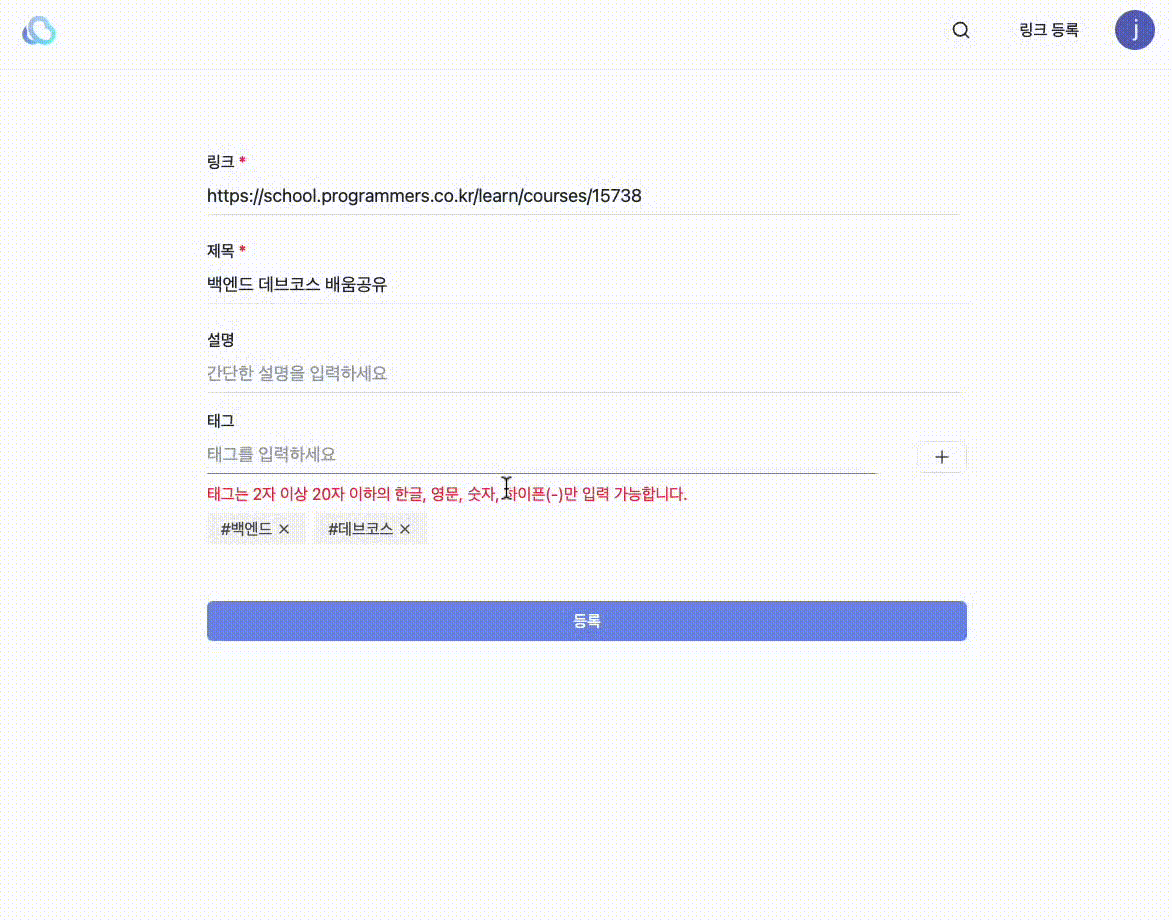 링크 등록
j
링크 *
https://school.programmers.co.kr/learn/courses/15738
제목 *
백엔드 데브코스 배움공유
설명
간단한 설명을 입력하세요
태그
태그를 입력하세요
태그는 2자 이상 20자 이하의 한글, 영문, 숫자, 하이픈(-)만 입력 가능합니다.
#백엔드 × #데브코스 ×
등록